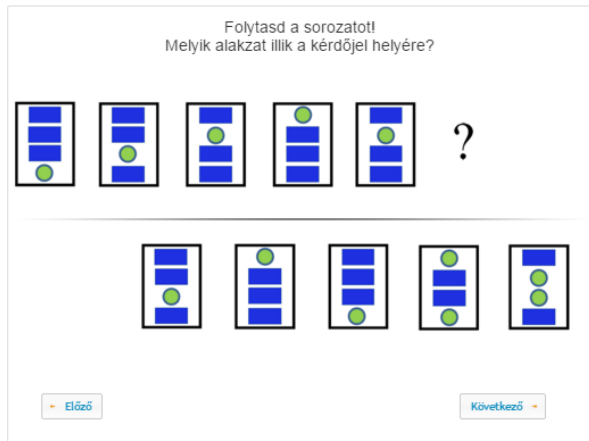 Folytasd a sorozatot!
Melyik alakzat illik a kérdőjel helyére?
?
Előző
Következő